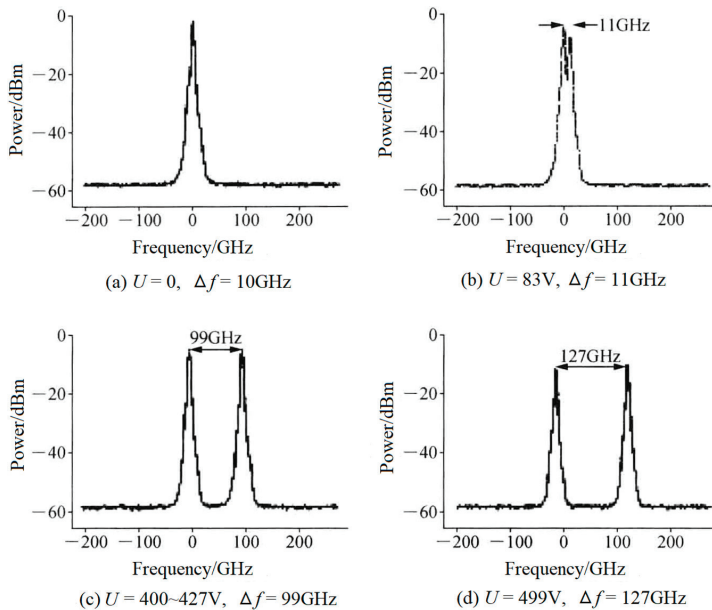 0
−20
−40
−60
Power/dBm
−200 −100 0 100 200
Frequency/GHz
(a) U = 0, Δf = 10GHz
0
−20
−40
−60
Power/dBm
11GHz
−200 −100 0 100 200
Frequency/GHz
(b) U = 83V, Δf = 11GHz
0
−20
−40
−60
Power/dBm
99GHz
−200 −100 0 100 200
Frequency/GHz
(c) U = 400~427V, Δf = 99GHz
0
−20
−40
−60
Power/dBm
127GHz
−200 −100 0 100 200
Frequency/GHz
(d) U = 499V, Δf = 127GHz